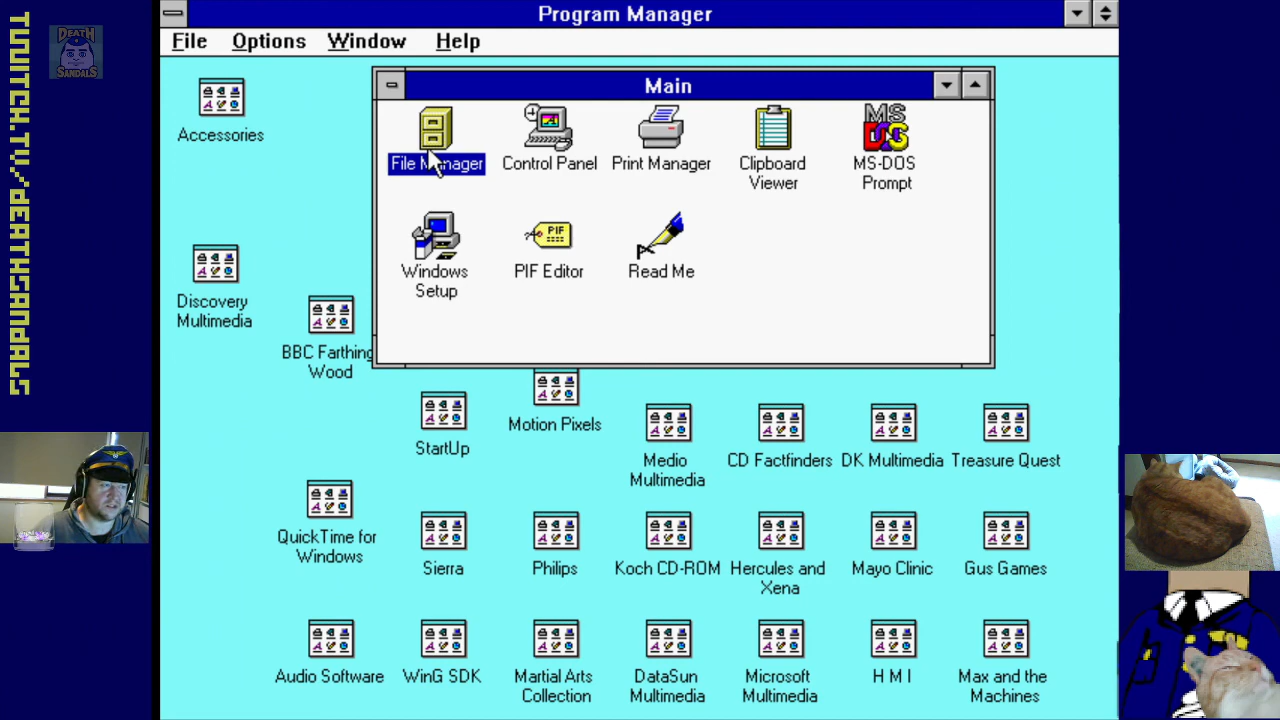 TWITCH.TV/DEATHSANDALS
DEATH
SANDALS
Program Manager
File Options Window Help
Accessories
Main
File Manager
Control Panel
Print Manager
Clipboard
Viewer
MS
DOS
MS-DOS
Prompt
Windows
Setup
PIF
PIF Editor
Read Me
Discovery
Multimedia
BBC Farthing
Wood
StartUp
Motion Pixels
Medio
Multimedia
CD Factfinders
DK Multimedia
Treasure Quest
QuickTime for
Windows
Sierra
Philips
Koch CD-ROM
Hercules and
Xena
Mayo Clinic
Gus Games
Audio Software
WinG SDK
Martial Arts
Collection
DataSun
Multimedia
Microsoft
Multimedia
H M I
Max and the
Machines